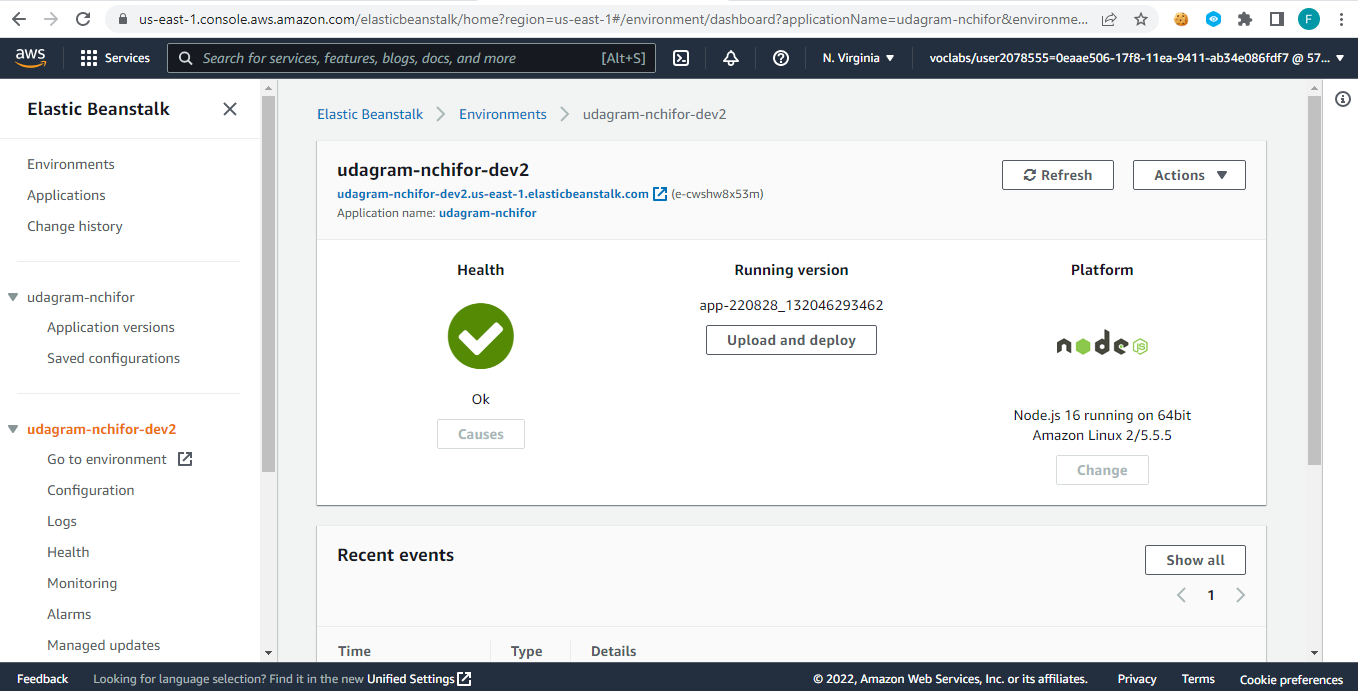 us-east-1.console.aws.amazon.com/elasticbeanstalk/home?region=us-east-1#/environment/dashboard?applicationName=udagram-nchifor&environme...
F
aws
Services
Search for services, features, blogs, docs, and more [Alt+S]
N. Virginia
voclabs/user2078555=0eaae506-17f8-11ea-9411-ab34e086fdf7 @ 57...
Elastic Beanstalk
Environments
Applications
Change history
udagram-nchifor
Application versions
Saved configurations
udagram-nchifor-dev2
Go to environment
Configuration
Logs
Health
Monitoring
Alarms
Managed updates
Elastic Beanstalk
Environments
udagram-nchifor-dev2
udagram-nchifor-dev2
udagram-nchifor-dev2.us-east-1.elasticbeanstalk.com (e-cwshw8x53m)
Application name: udagram-nchifor
Refresh
Actions
Health
Ok
Causes
Running version
app-220828_132046293462
Upload and deploy
Platform
node JS
Node.js 16 running on 64bit
Amazon Linux 2/5.5.5
Change
Recent events
Show all
1
Time
Type
Details
Feedback
Looking for language selection? Find it in the new Unified Settings
© 2022, Amazon Web Services, Inc. or its affiliates.
Privacy
Terms
Cookie preferences